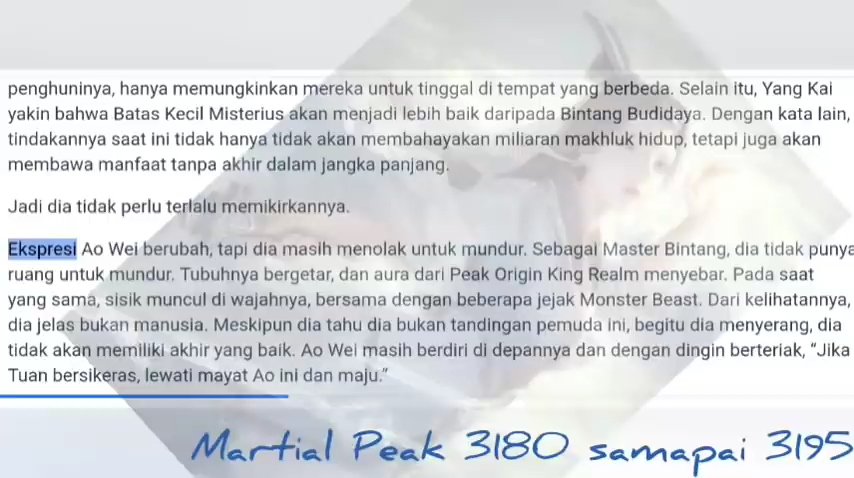 penghuninya, hanya memungkinkan mereka untuk tinggal di tempat yang berbeda. Selain itu, Yang Kai
yakin bahwa Batas Kecil Misterius akan menjadi lebih baik daripada Bintang Budidaya. Dengan kata lain,
tindakannya saat ini tidak hanya tidak akan membahayakan miliaran makhluk hidup, tetapi juga akan
membawa manfaat tanpa akhir dalam jangka panjang.
Jadi dia tidak perlu terlalu memikirkannya.
Ekspresi Ao Wei berubah, tapi dia masih menolak untuk mundur. Sebagai Master Bintang, dia tidak punya
ruang untuk mundur. Tubuhnya bergetar, dan aura dari Peak Origin King Realm menyebar. Pada saat
yang sama, sisik muncul di wajahnya, bersama dengan beberapa jejak Monster Beast. Dari kelihatannya,
dia jelas bukan manusia. Meskipun dia tahu dia bukan tandingan pemuda ini, begitu dia menyerang, dia
tidak akan memiliki akhir yang baik. Ao Wei masih berdiri di depannya dan dengan dingin berteriak, “Jika
Tuan bersikeras, lewati mayat Ao ini dan maju.”
Martial Peak 3180 samapai 3195